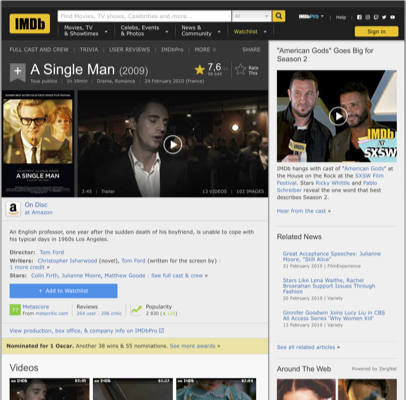 IMDb
Find Movies, TV shows, Celebrities and more...
All
IMDbPro
Help
Movies, TV & Showtimes
Celebs, Events & Photos
News & Community
Watchlist
Sign in
FULL CAST AND CREW | TRIVIA | USER REVIEWS | IMDbPro | MORE
SHARE
A Single Man (2009)
1h 39min | Drama, Romance | 24 February 2010 (France)
7,6
Rate This
A SINGLE MAN
2:45 | Trailer
13 VIDEOS | 102 IMAGES
On Disc
at Amazon
An English professor, one year after the sudden death of his boyfriend, is unable to cope with his typical days in 1960s Los Angeles.
Director: Tom Ford
Writers: Christopher Isherwood (novel), Tom Ford (written for the screen by) |
1 more credit »
Stars: Colin Firth, Julianne Moore, Matthew Goode | See full cast & crew »
+ Add to Watchlist
77
Metascore
From metacritic.com
Reviews
264 user | 296 critic
Popularity
View production, box office, & company info on IMDbPro
Nominated for 1 Oscar. Another 38 wins & 55 nominations. See more awards »
Videos
"American Gods" Goes Big for Season 2
IMDb
AT
SXSW
IMDb hangs with cast of "American Gods" at the House on the Rock at the SXSW Film Festival. Stars Ricky Whittle and Pablo Schreiber reveal the one word that best describes Season 2.
Hear from the cast
Related News
Great Acceptance Speeches: Julianne Moore, "Still Alice"
21 February 2019 | FilmExperience
Stars Like Lena Waithe, Rachel Brosnahan Support Issues Through Fashion
20 February 2019 | Variety
Ginnifer Goodwin Joins Lucy Liu in CBS All Access Series 'Why Women Kill'
13 February 2019 | Variety
See all related articles »
Around The Web
Powered by ZergNet